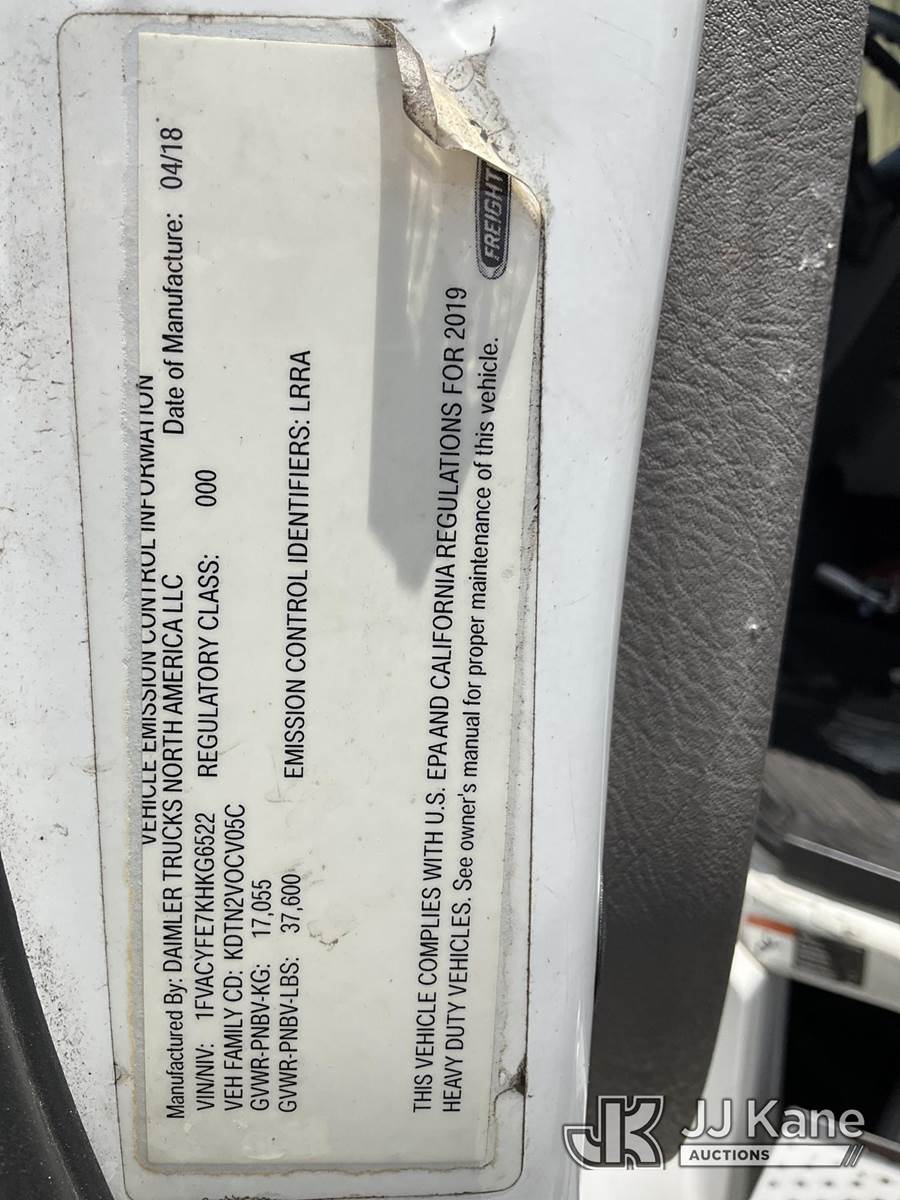 VEHICLE EMISSION CONTROL INFORMATION
Manufactured By: DAIMLER TRUCKS NORTH AMERICA LLC Date of Manufacture: 04/18
VIN/NIV: 1FVACYFE7KHKG6522 REGULATORY CLASS: 000
VEH FAMILY CD: KDTN2VOCV05C
GVWR-PNBV-KG: 17,055
GVWR-PNBV-LBS: 37,600 EMISSION CONTROL IDENTIFIERS: LRRA
THIS VEHICLE COMPLIES WITH U.S. EPA AND CALIFORNIA REGULATIONS FOR 2019
HEAVY DUTY VEHICLES. See owner's manual for proper maintenance of this vehicle.
FREIGHT
JK JJ Kane
AUCTIONS